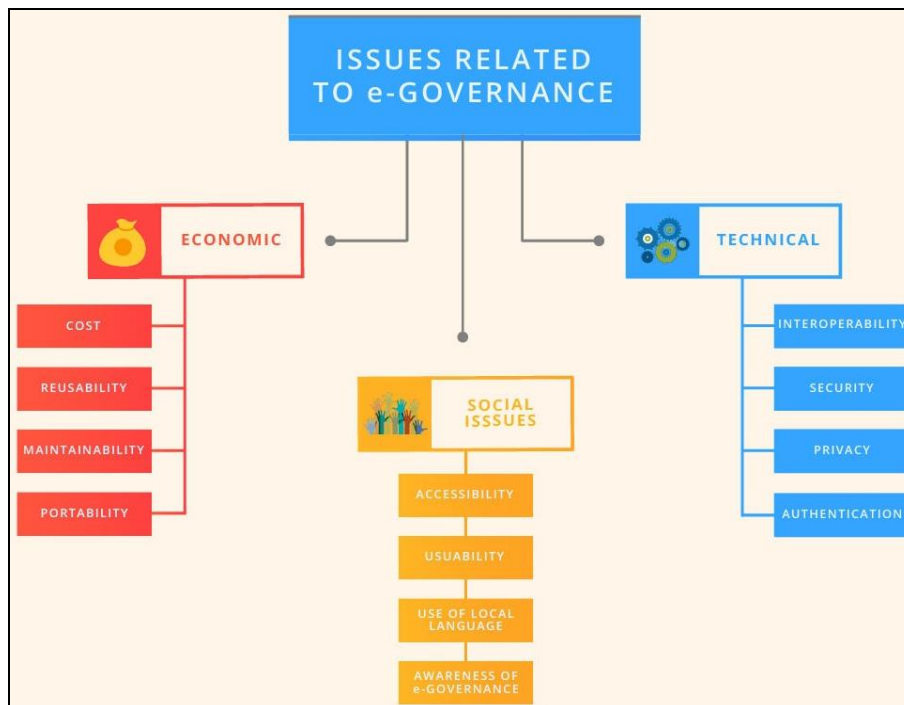 ISSUES RELATED
TO e-GOVERNANCE
ECONOMIC
COST
REUSABILITY
MAINTAINABILITY
PORTABILITY
SOCIAL
ISSSUES
ACCESSIBILITY
USUABILITY
USE OF LOCAL
LANGUAGE
AWARENESS OF
e-GOVERNANCE
TECHNICAL
INTEROPERABILITY
SECURITY
PRIVACY
AUTHENTICATION